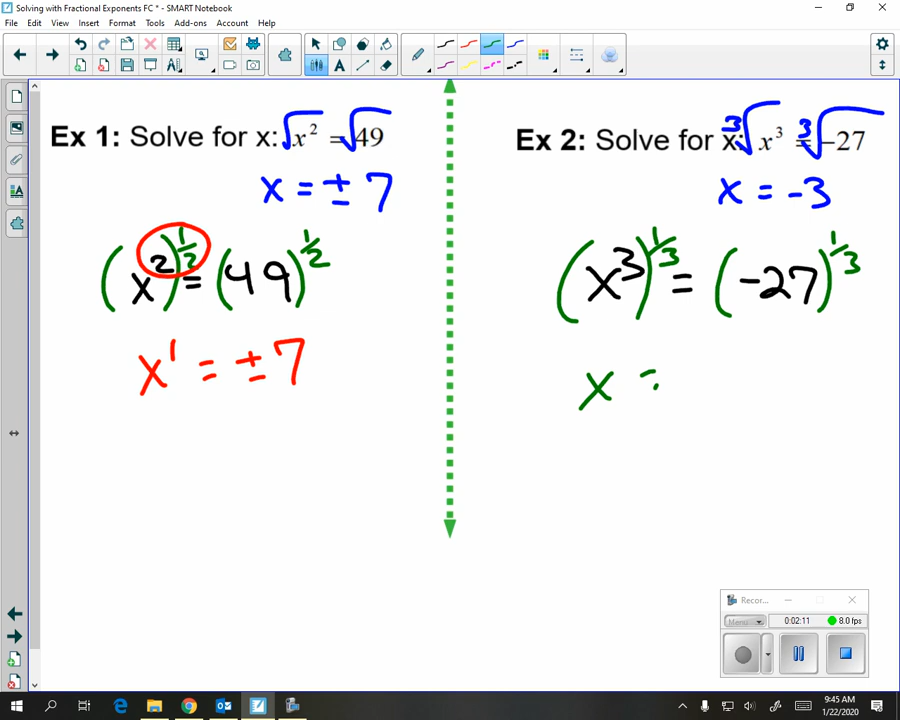 Solving with Fractional Exponents FC * - SMART Notebook
File Edit View Insert Format Tools Add-ons Account Help
Ex 1: Solve for x: √x² = √49
x = ± 7
(x²)^½ = (49)^½
x¹ = ± 7
Ex 2: Solve for x: ³√x³ = ³√−27
x = -3
(x³)^⅓ = (-27)^⅓
x =
Recor...
Menu 0:02:11 8.0 fps
9:45 AM
1/22/2020